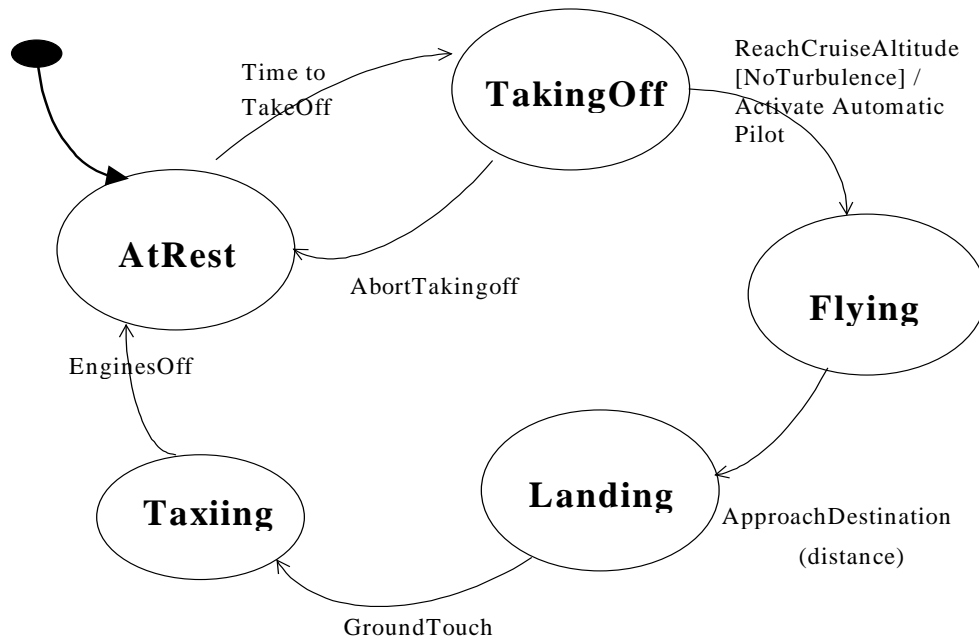 Time to
TakeOff
TakingOff
ReachCruiseAltitude
[NoTurbulence] /
Activate Automatic
Pilot
AtRest
AbortTakingoff
Flying
EnginesOff
Taxiing
Landing
ApproachDestination
(distance)
GroundTouch